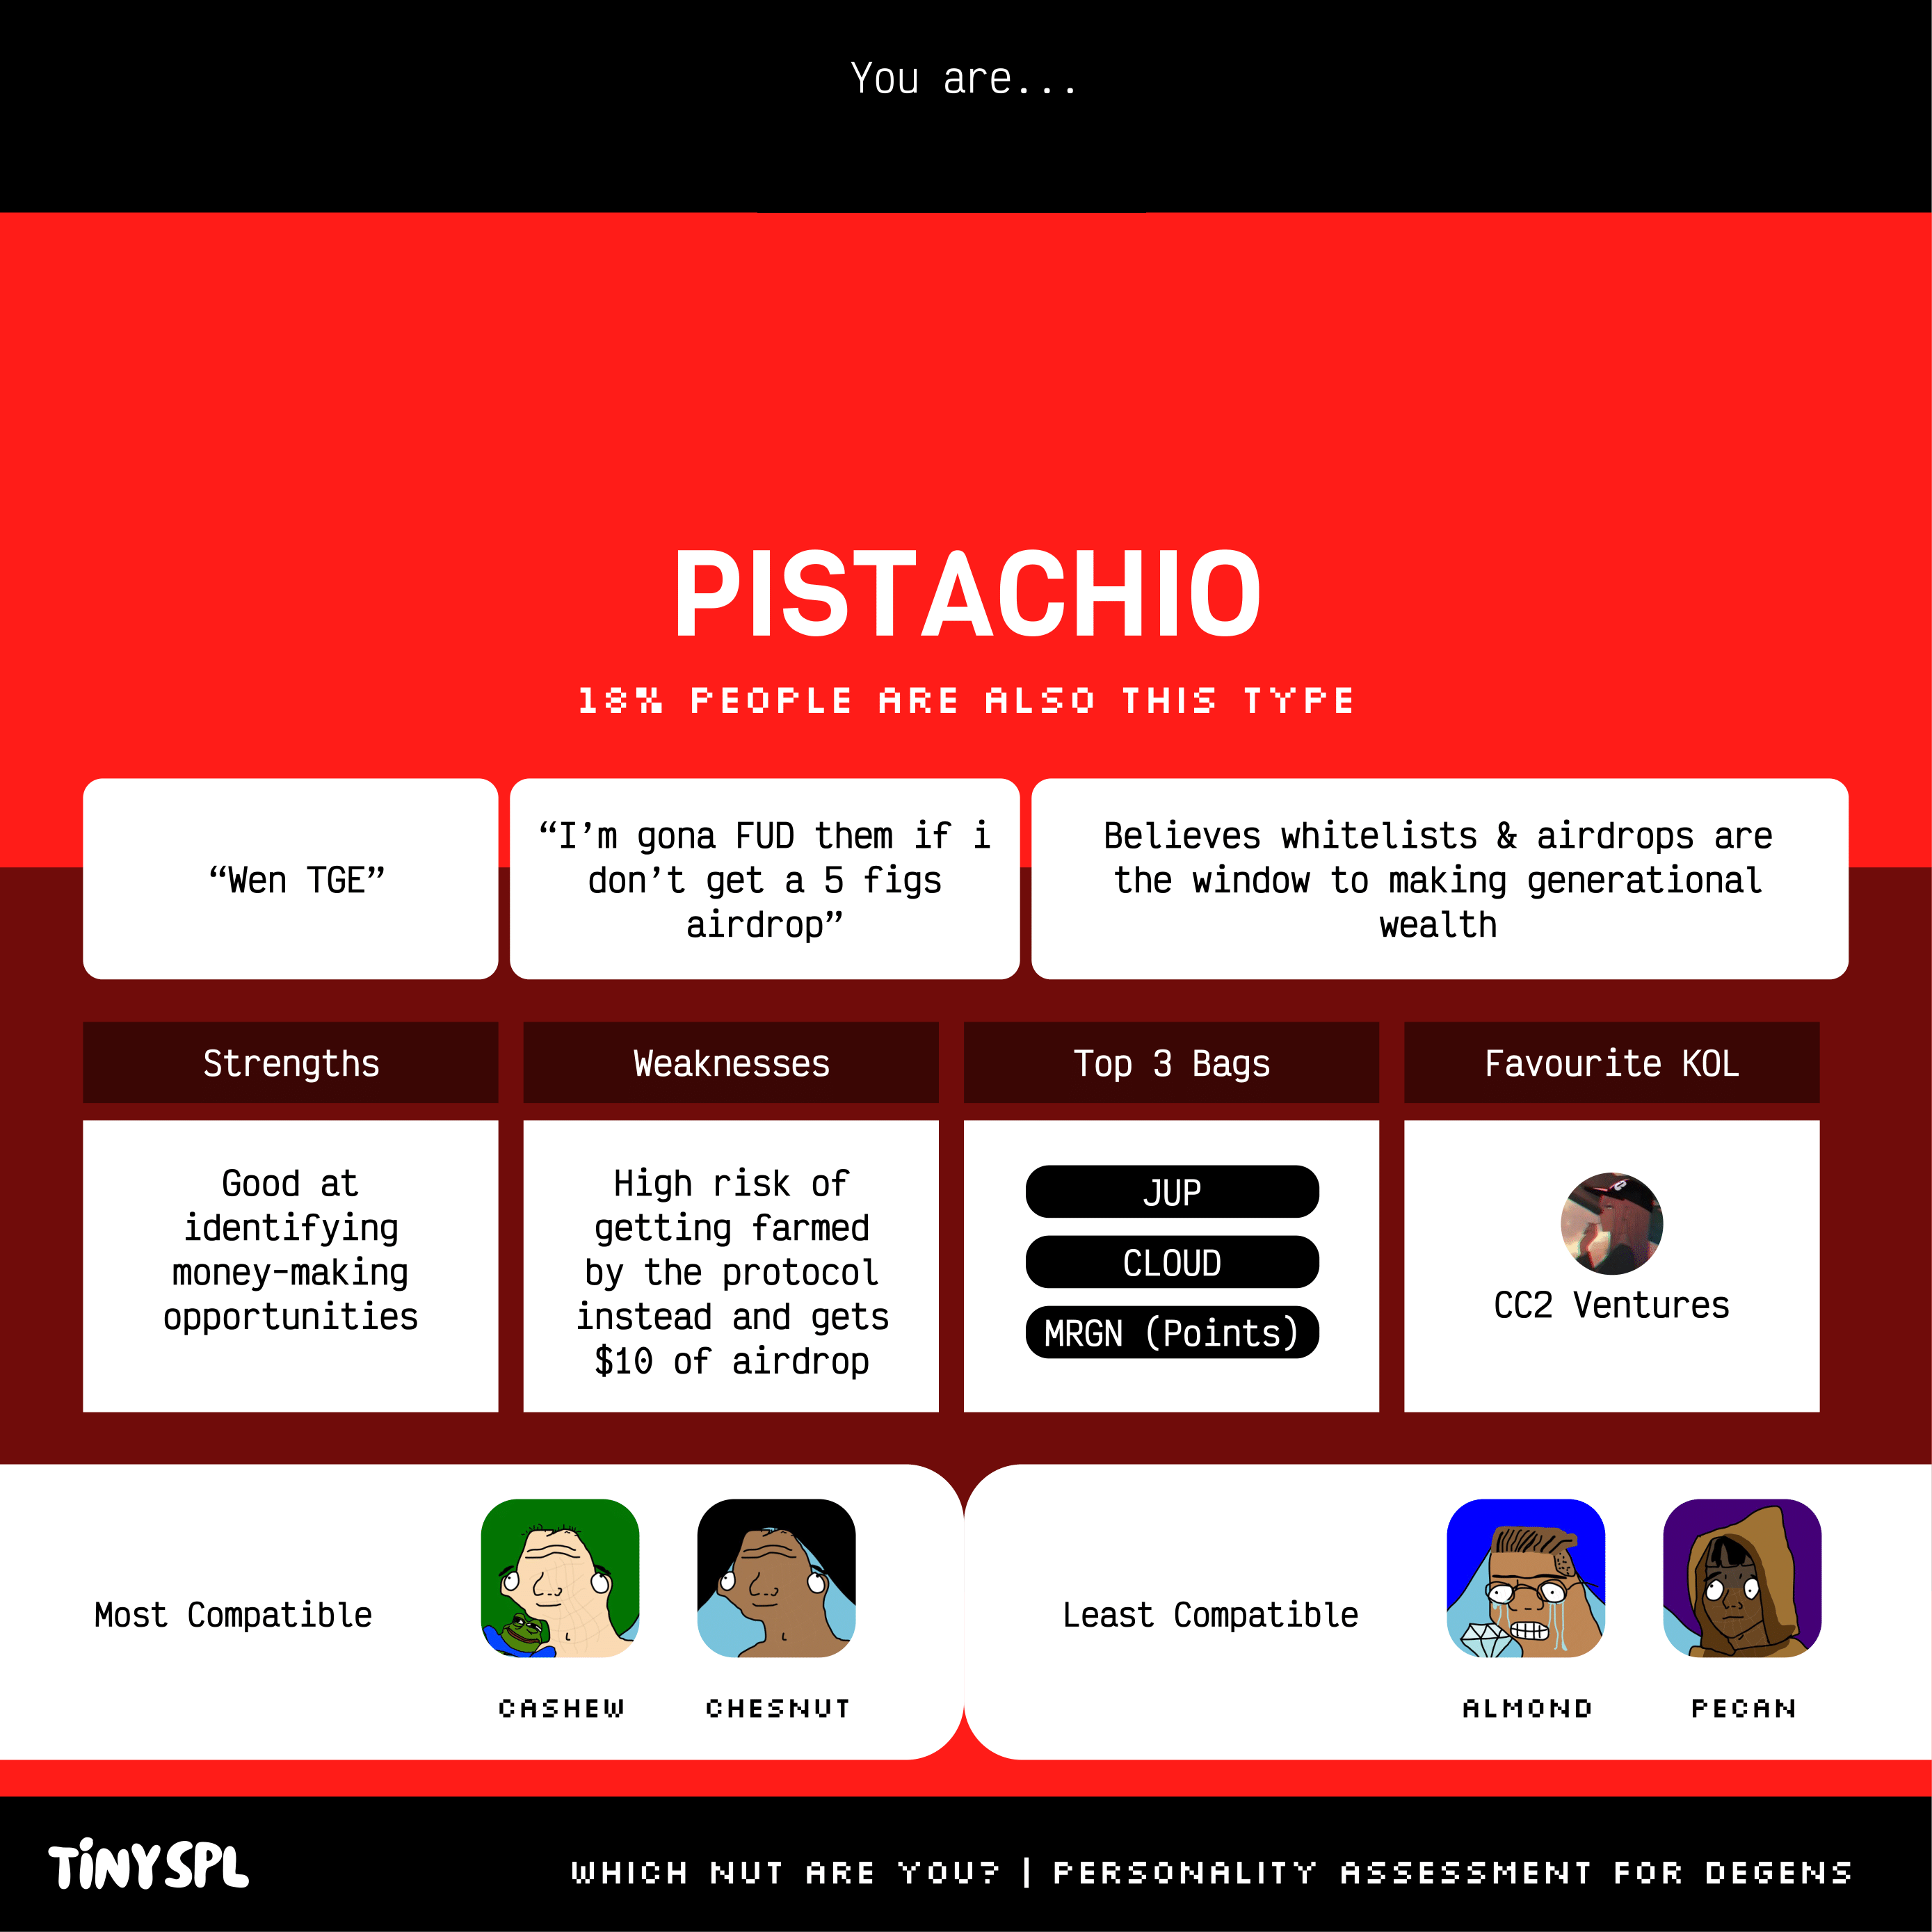 You are...
PISTACHIO
18% PEOPLE ARE ALSO THIS TYPE
“Wen TGE”
“I’m gona FUD them if i
don’t get a 5 figs
airdrop”
Believes whitelists & airdrops are
the window to making generational
wealth
Strengths
Good at
identifying
money-making
opportunities
Weaknesses
High risk of
getting farmed
by the protocol
instead and gets
$10 of airdrop
Top 3 Bags
JUP
CLOUD
MRGN (Points)
Favourite KOL
CC2 Ventures
Most Compatible
CASHEW
CHESNUT
Least Compatible
ALMOND
PECAN
TiNYSPL
WHICH NUT ARE YOU? | PERSONALITY ASSESSMENT FOR DEGENS